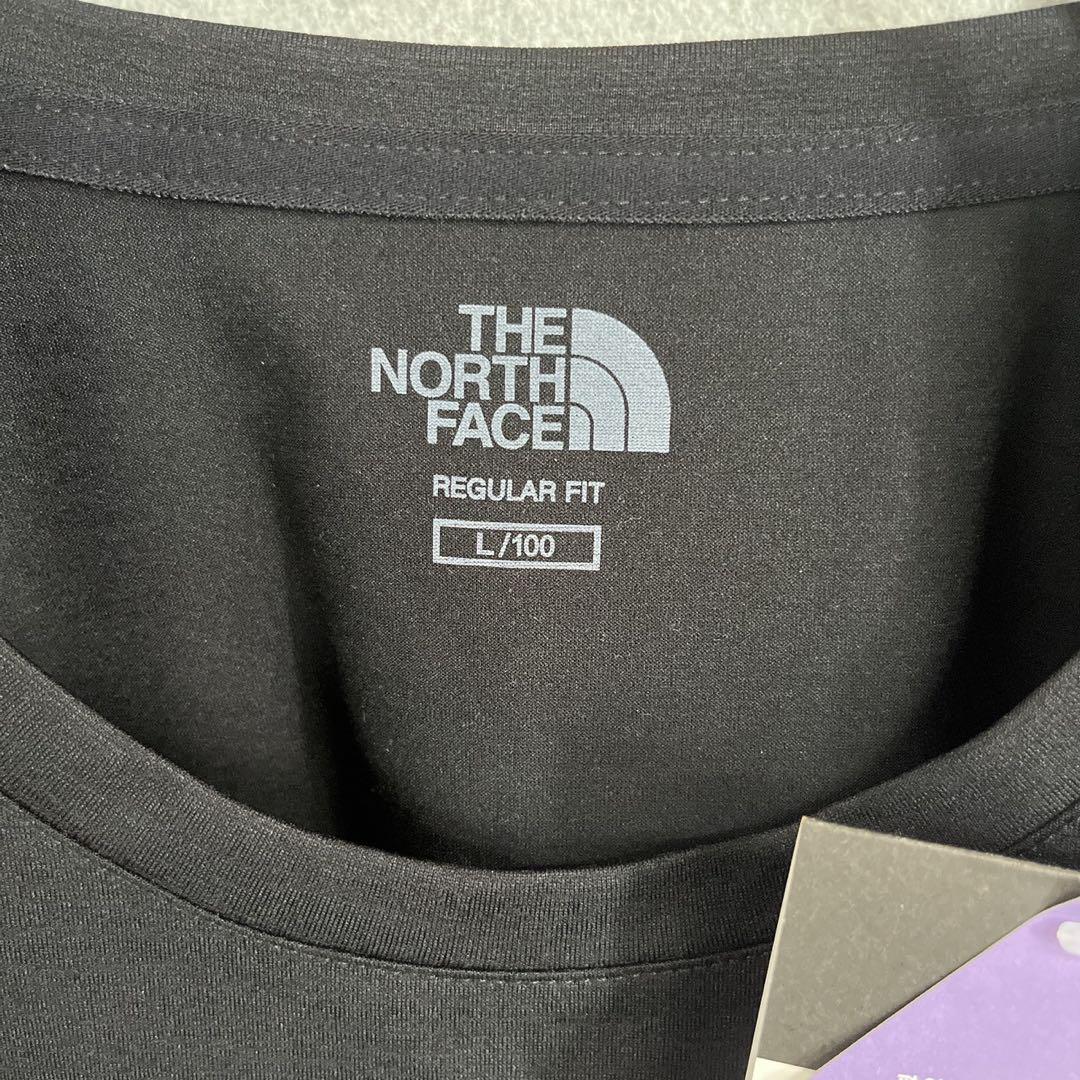 THE
NORTH
FACE
REGULAR FIT
L/100